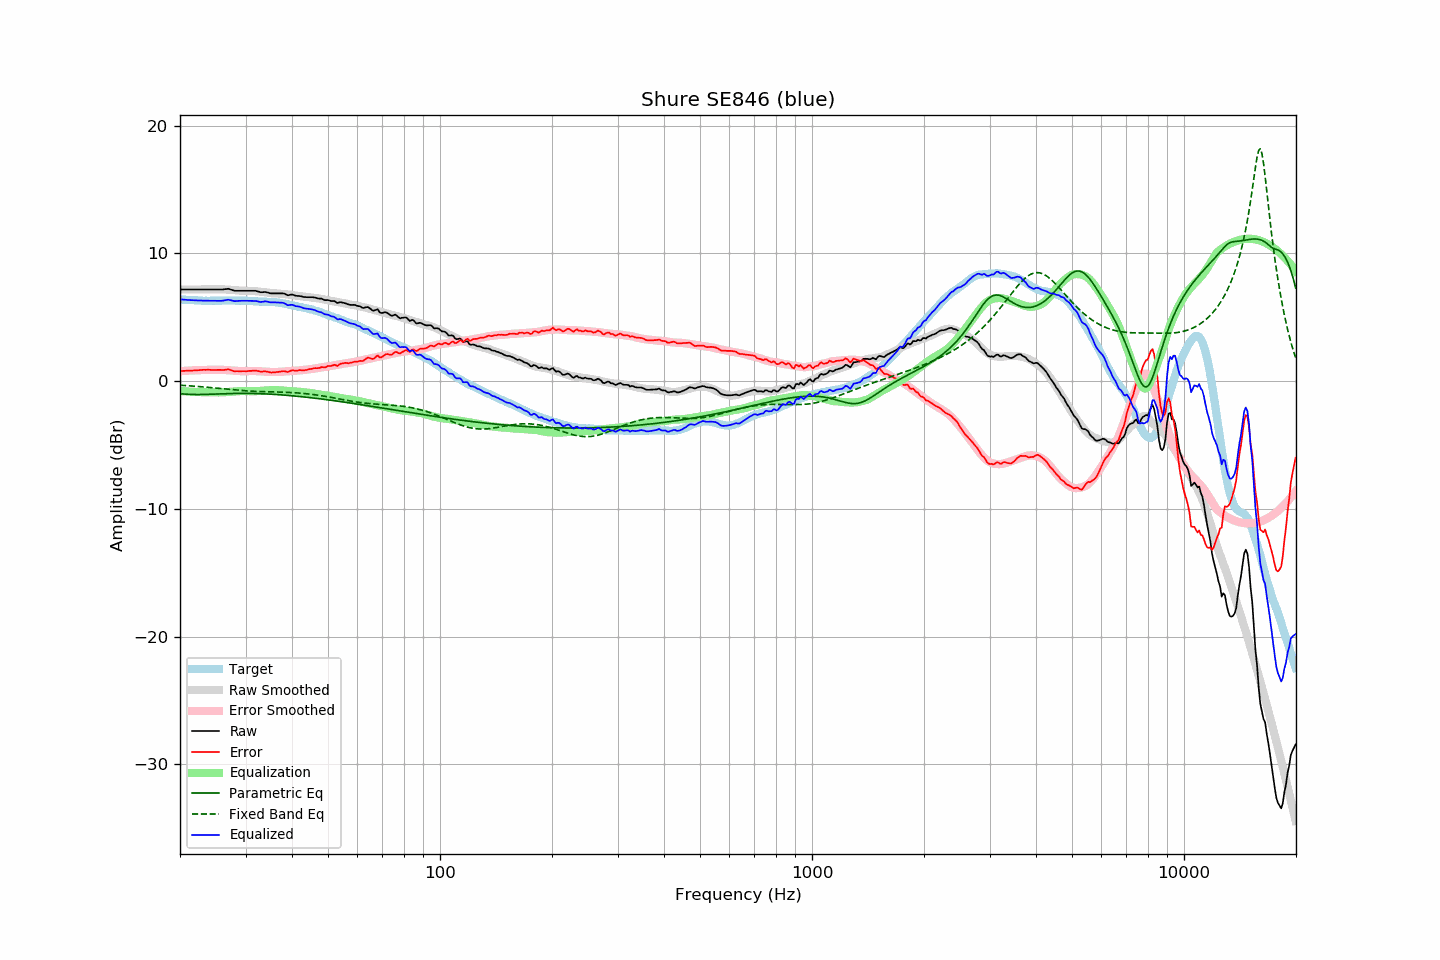 Shure SE846 (blue)
20
10
0
−10
−20
−30
Amplitude (dBr)
Target
Raw Smoothed
Error Smoothed
Raw
Error
Equalization
Parametric Eq
Fixed Band Eq
Equalized
100
1000
10000
Frequency (Hz)